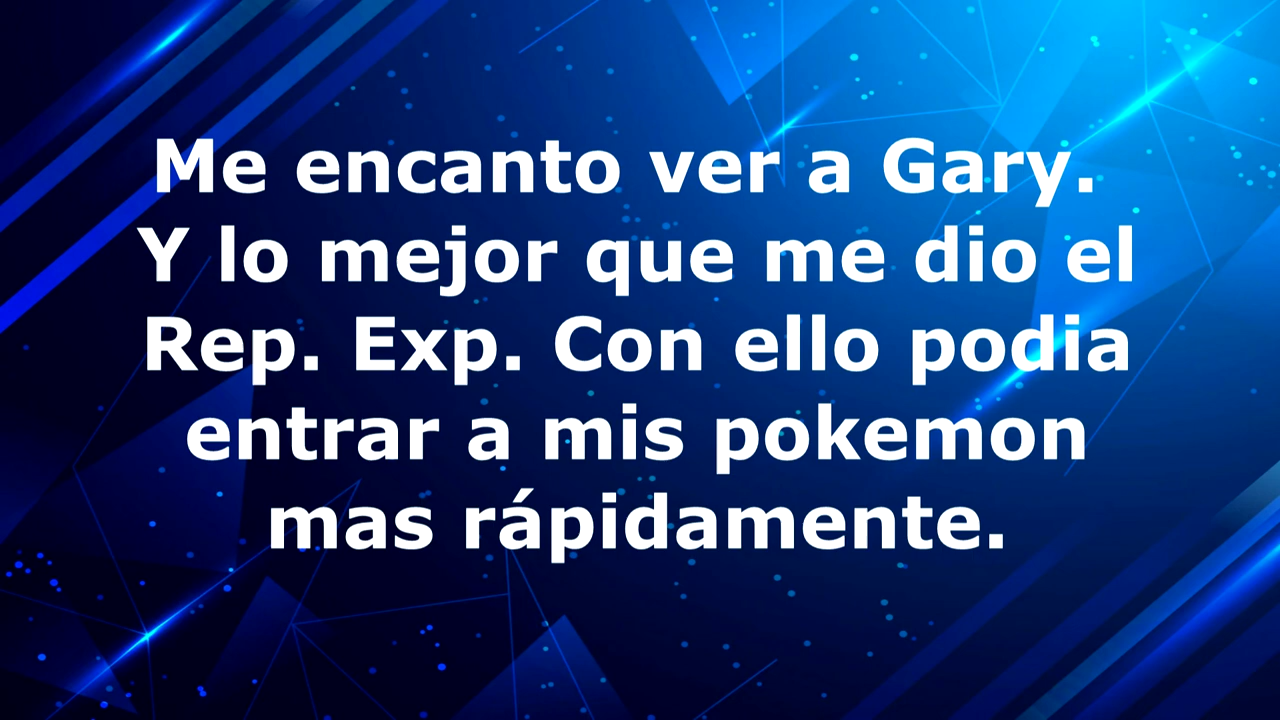 Me encanto ver a Gary.
Y lo mejor que me dio el
Rep. Exp. Con ello podia
entrar a mis pokemon
mas rápidamente.